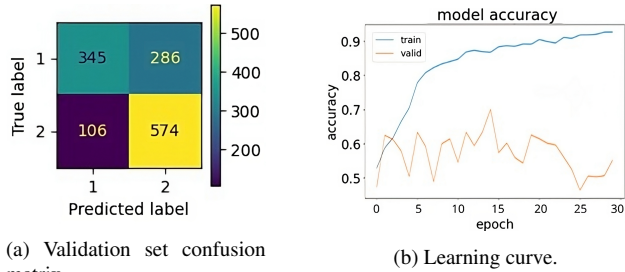 500
1 345 286
400
300
2 106 574
200
1 2
True label
Predicted label
(a) Validation set confusion
model accuracy
train
valid
0.9
0.8
0.7
0.6
0.5
accuracy
0 5 10 15 20 25 30
epoch
(b) Learning curve.